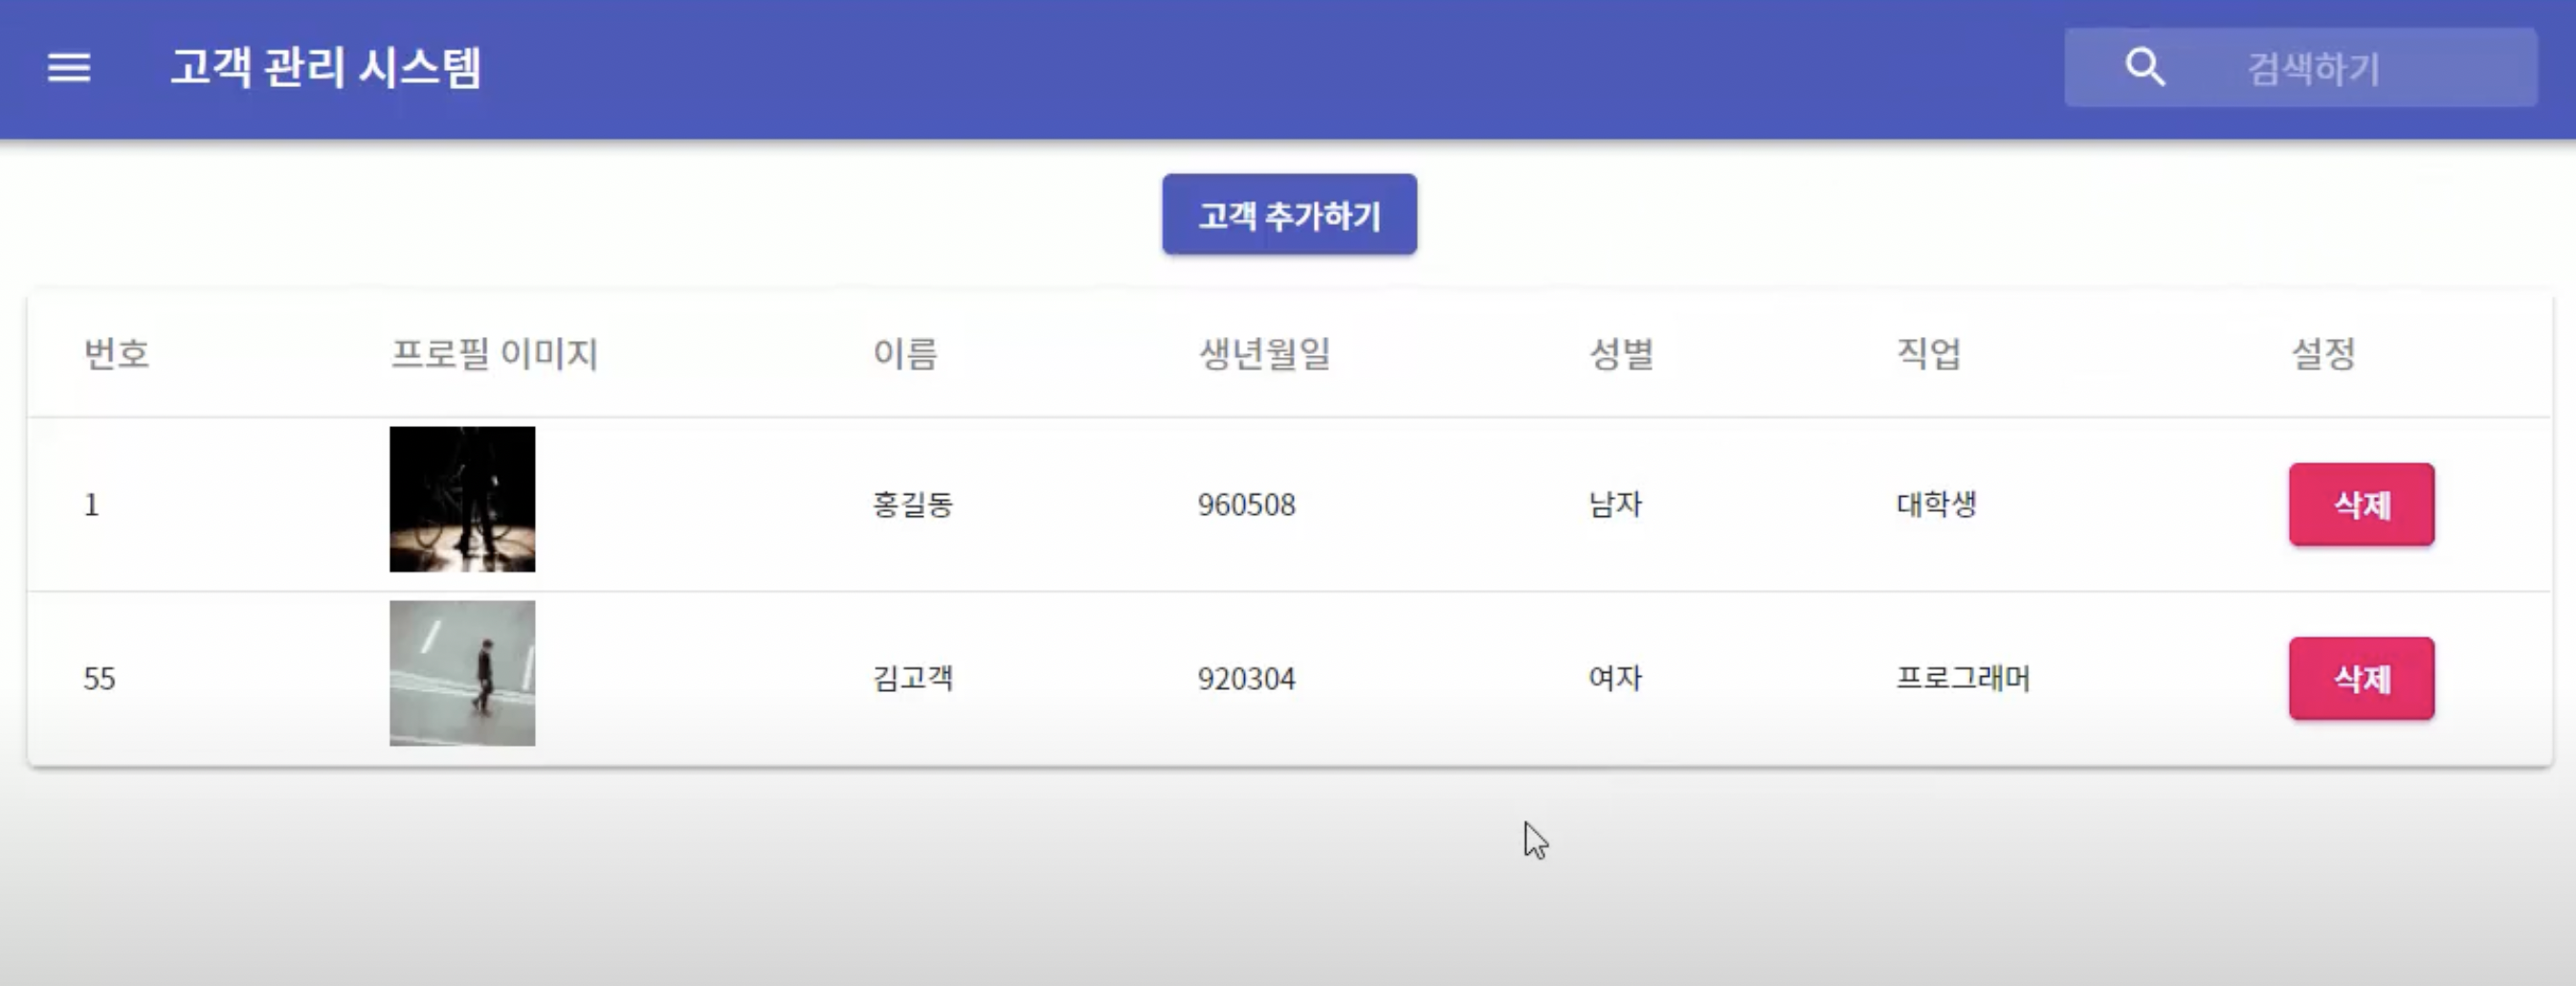 고객 관리 시스템
검색하기
고객 추가하기
번호 프로필 이미지 이름 생년월일 성별 직업 설정
1 홍길동 960508 남자 대학생 삭제
55 김고객 920304 여자 프로그래머 삭제